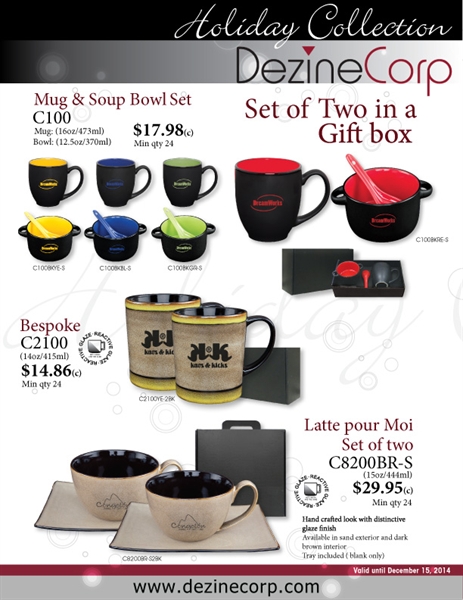 Holiday Collection
DezineCorp
Mug & Soup Bowl Set
C100
Mug: (16oz/473ml)
Bowl: (12.5oz/370ml)
$17.98(c)
Min qty 24
Set of Two in a
Gift box
DreamWorks
C100BKYE-S
C100BKBL-S
C100BKGR-S
C100BKRE-S
Bespoke
C2100
(14oz/415ml)
$14.86(c)
Min qty 24
REACTIVE GLAZE
kars & kicks
kars & kicks
C2100YE-2BK
Latte pour Moi
Set of two
C8200BR-S
(15oz/444ml)
$29.95(c)
Min qty 24
REACTIVE GLAZE
Hand crafted look with distinctive
glaze finish
Available in sand exterior and dark
brown interior
Tray included ( blank only)
C8200BR-S2BK
Valid until December 15, 2014
www.dezinecorp.com